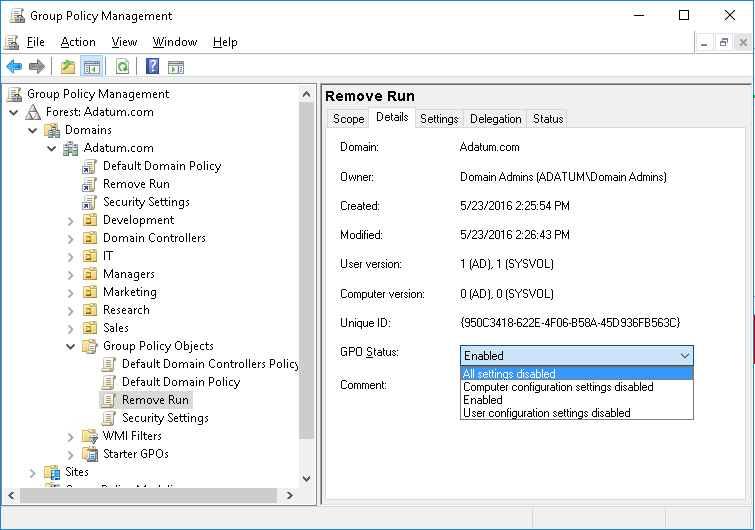 Group Policy Management
File Action View Window Help
Group Policy Management
Forest: Adatum.com
Domains
Adatum.com
Default Domain Policy
Remove Run
Security Settings
Development
Domain Controllers
IT
Managers
Marketing
Research
Sales
Group Policy Objects
Default Domain Controllers Policy
Default Domain Policy
Remove Run
Security Settings
WMI Filters
Starter GPOs
Sites
Remove Run
Scope Details Settings Delegation Status
Domain: Adatum.com
Owner: Domain Admins (ADATUM\Domain Admins)
Created: 5/23/2016 2:25:54 PM
Modified: 5/23/2016 2:26:43 PM
User version: 1 (AD), 1 (SYSVOL)
Computer version: 0 (AD), 0 (SYSVOL)
Unique ID: {950C3418-622E-4F06-B58A-45D936FB563C}
GPO Status: Enabled
All settings disabled
Computer configuration settings disabled
Enabled
User configuration settings disabled
Comment: